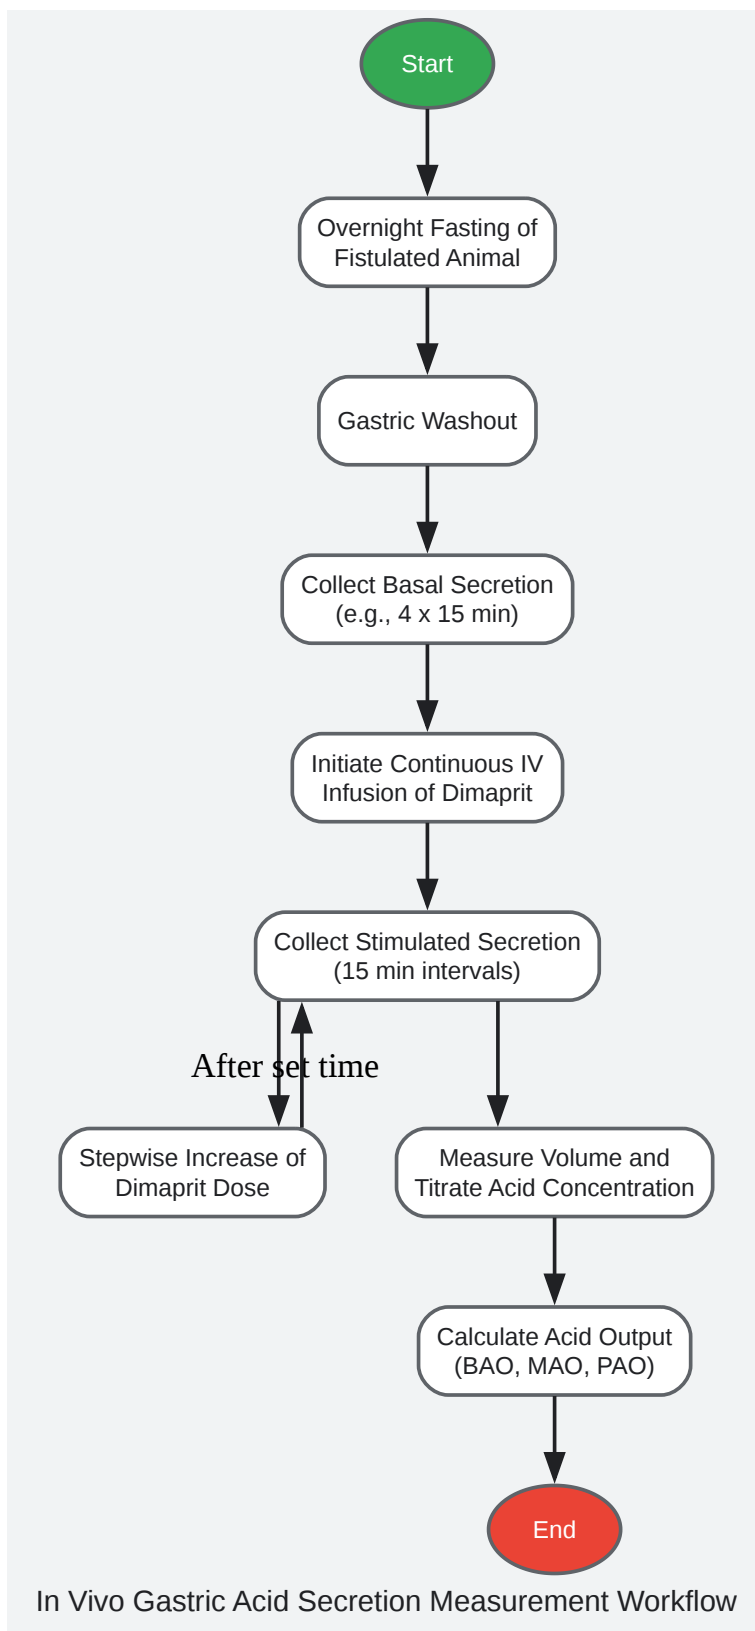 Start
Overnight Fasting of
Fistulated Animal
Gastric Washout
Collect Basal Secretion
(e.g., 4 x 15 min)
Initiate Continuous IV
Infusion of Dimaprit
Collect Stimulated Secretion
(15 min intervals)
After set time
Stepwise Increase of
Dimaprit Dose
Measure Volume and
Titrate Acid Concentration
Calculate Acid Output
(BAO, MAO, PAO)
End
In Vivo Gastric Acid Secretion Measurement Workflow